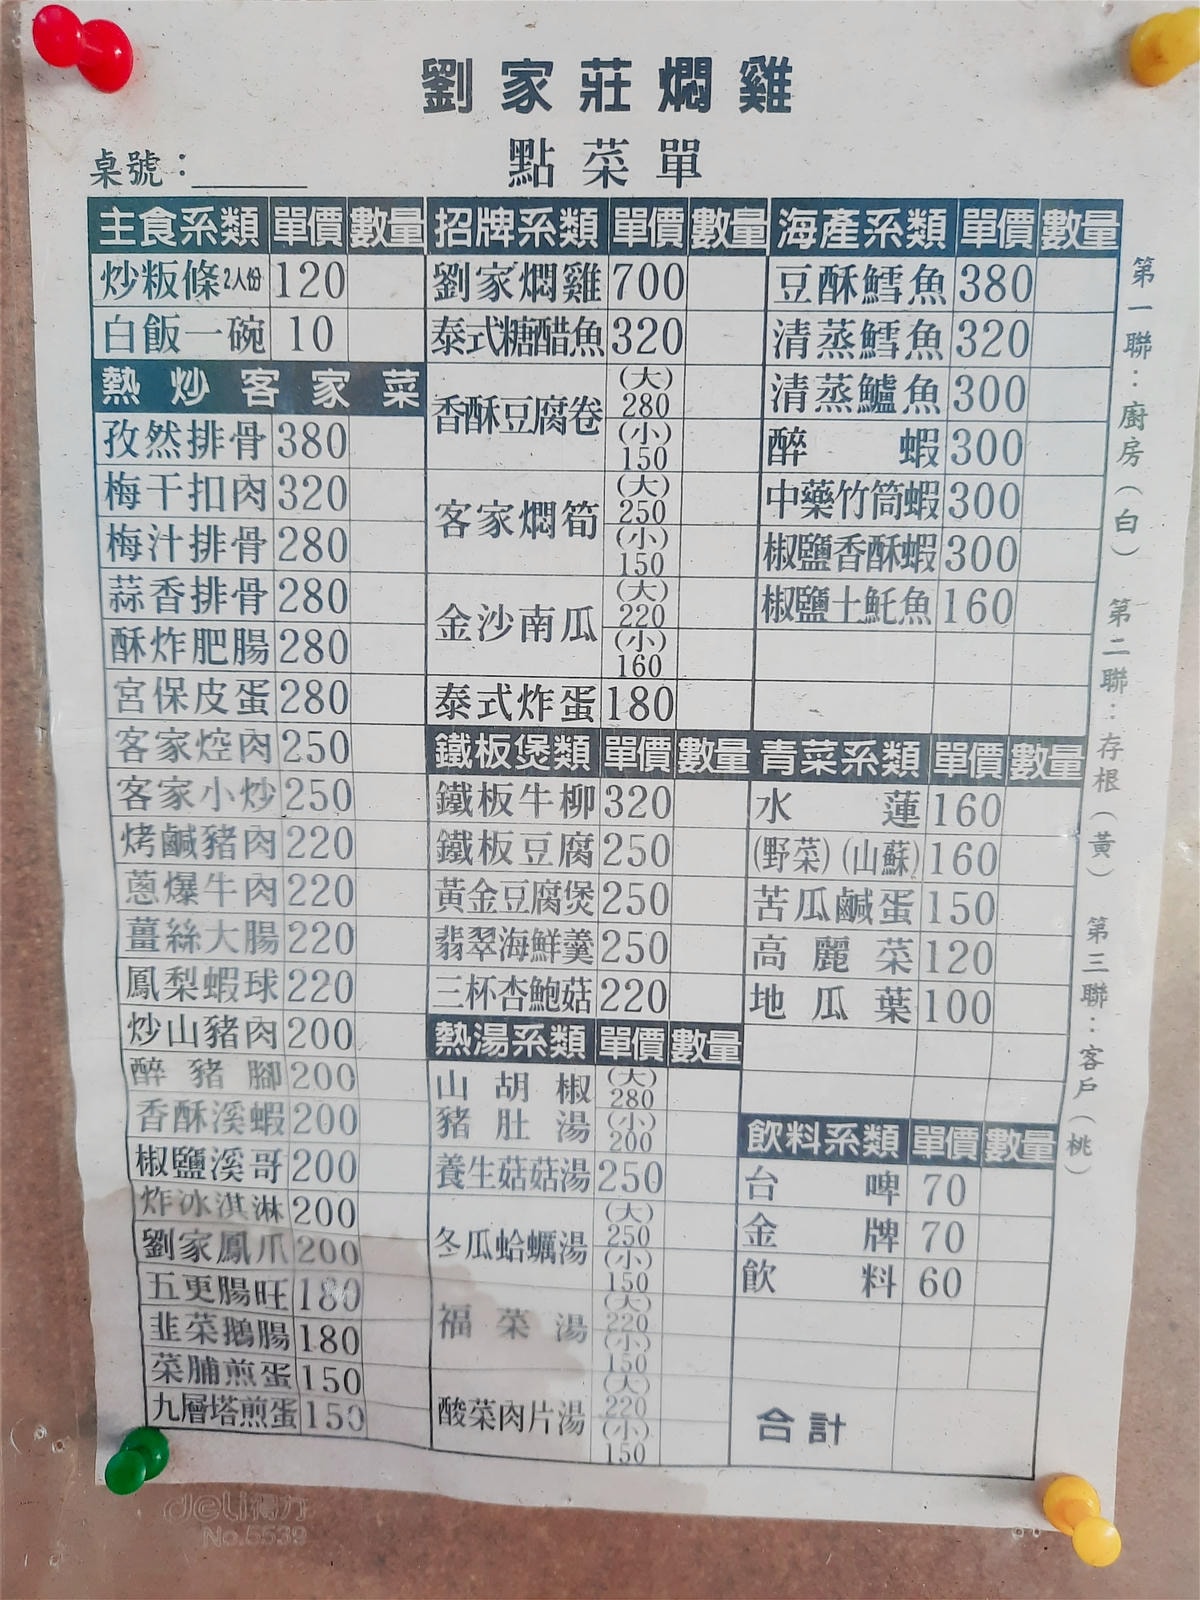 劉家莊燜雞
點菜單
桌號：
主食系類 單價 數量
炒粄條2人份 120
白飯一碗 10
熱炒客家菜
孜然排骨 380
梅干扣肉 320
梅汁排骨 280
蒜香排骨 280
酥炸肥腸 280
宮保皮蛋 280
客家焢肉 250
客家小炒 250
烤鹹豬肉 220
蔥爆牛肉 220
薑絲大腸 220
鳳梨蝦球 220
炒山豬肉 200
醉豬腳 200
香酥溪蝦 200
椒鹽溪哥 200
炸冰淇淋 200
劉家鳳爪 200
五更腸旺 180
韭菜鵝腸 180
菜脯煎蛋 150
九層塔煎蛋 150
招牌系類 單價 數量
劉家燜雞 700
泰式糖醋魚 320
香酥豆腐卷 (大) 280 (小) 150
客家燜筍 (大) 250 (小) 150
金沙南瓜 (大) 220 (小) 160
泰式炸蛋 180
鐵板煲類 單價 數量
鐵板牛柳 320
鐵板豆腐 250
黃金豆腐煲 250
翡翠海鮮羹 250
三杯杏鮑菇 220
熱湯系類 單價 數量
山胡椒豬肚湯 (大) 280 (小) 200
養生菇菇湯 250
冬瓜蛤蠣湯 (大) 250 (小) 150
福菜湯 (大) 220 (小) 150
酸菜肉片湯 (大) 220 (小) 150
海產系類 單價 數量
豆酥鱈魚 380
清蒸鱈魚 320
清蒸鱸魚 300
醉蝦 300
中藥竹筒蝦 300
椒鹽香酥蝦 300
椒鹽土魠魚 160
青菜系類 單價 數量
水蓮 160
(野菜)(山蘇) 160
苦瓜鹹蛋 150
高麗菜 120
地瓜葉 100
飲料系類 單價 數量
台啤 70
金牌 70
飲料 60
合計
第一聯：廚房（白） 第二聯：存根（黃） 第三聯：客戶（桃）
deli得力
No.5539